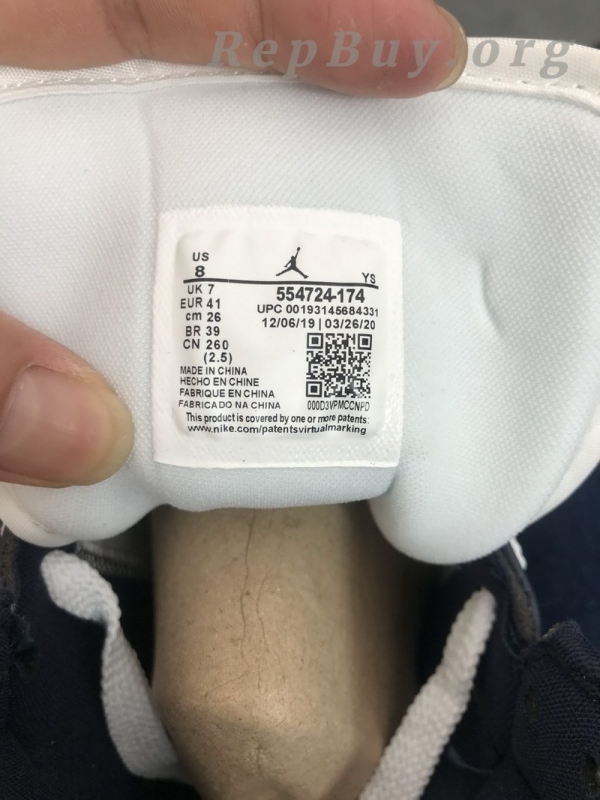 RepBuy.org
US
8
YS
UK 7
EUR 41
cm 26
BR 39
CN 260
(2.5)
554724-174
UPC 00193145684331
12/06/19 | 03/26/20
MADE IN CHINA
HECHO EN CHINE
FABRIQUE EN CHINA
FABRICADO NA CHINA
000D3VPMCCNPD
This product is covered by one or more patents:
www.nike.com/patentsvirtualmarking